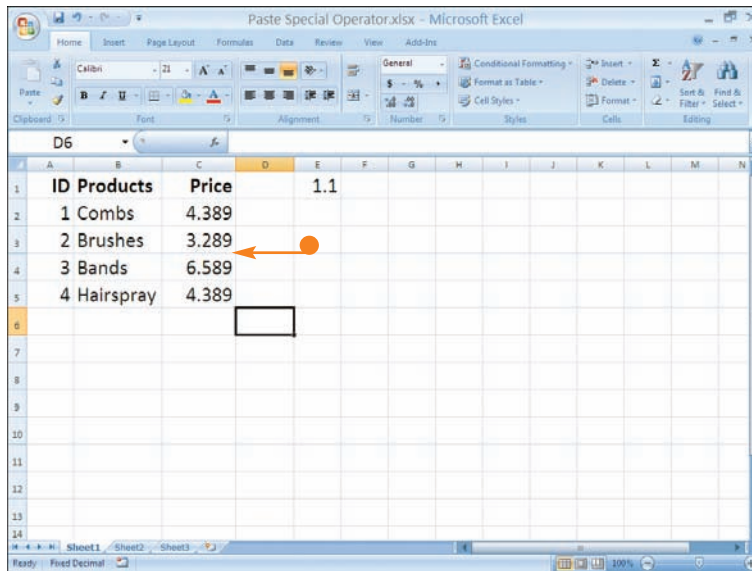 Paste Special Operator.xlsx - Microsoft Excel
Home Insert Page Layout Formulas Data Review View Add-Ins
Paste
Calibri 21 A A
General
Conditional Formatting
Insert
Σ
B I U A
$ % ,
Format as Table
Delete
Sort & Filter
Find & Select
Cell Styles
Format
Clipboard Font Alignment Number Styles Cells Editing
D6 fx
A B C D E F G H I J K L M N
1 ID Products Price 1.1
2 1 Combs 4.389
3 2 Brushes 3.289
4 3 Bands 6.589
5 4 Hairspray 4.389
6
7
8
9
10
11
12
13
14
Sheet1 Sheet2 Sheet3
Ready Fixed Decimal 100%